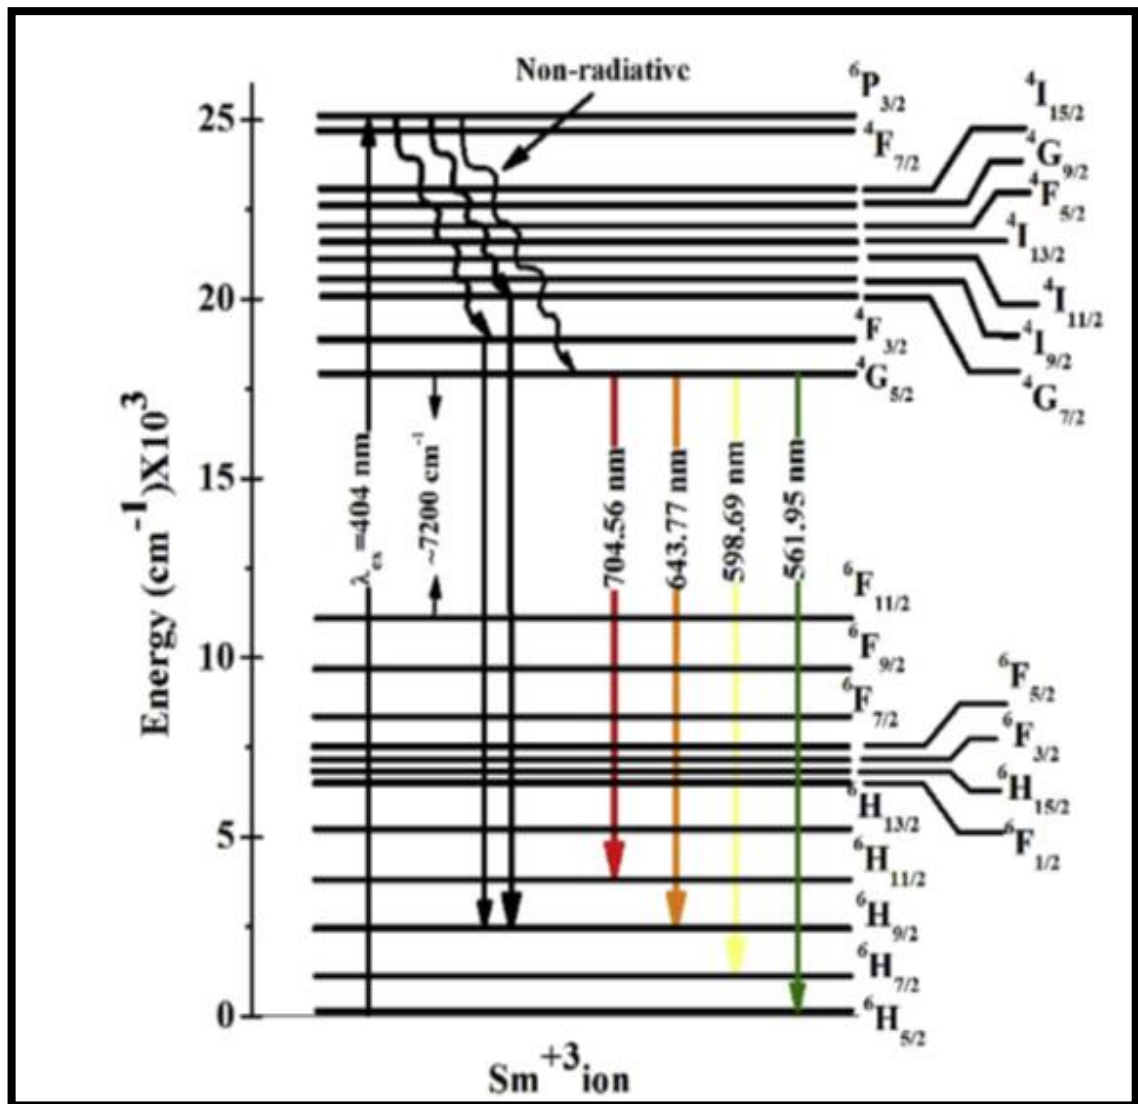 Non-radiative
⁶P₃/₂
⁴I₁₅/₂
25
⁴F₇/₂
⁴G₉/₂
⁴F₅/₂
⁴I₁₃/₂
20
⁴I₁₁/₂
⁴F₃/₂
⁴I₉/₂
⁴G₅/₂
⁴G₇/₂
Energy (cm⁻¹)X10³
15
λₑₓ=404 nm
~7200 cm⁻¹
704.56 nm
643.77 nm
598.69 nm
561.95 nm
⁶F₁₁/₂
10
⁶F₉/₂
⁶F₅/₂
⁶F₇/₂
⁶F₃/₂
⁶H₁₅/₂
⁶H₁₃/₂
5
⁶F₁/₂
⁶H₁₁/₂
⁶H₉/₂
⁶H₇/₂
0
⁶H₅/₂
Sm⁺³ion